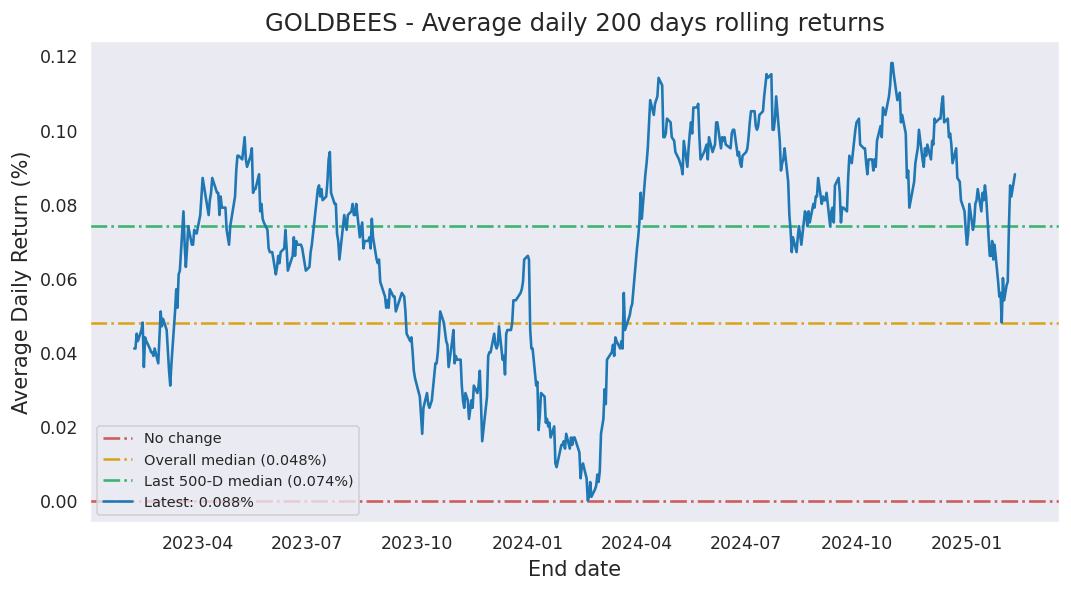 GOLDBEES - Average daily 200 days rolling returns
Average Daily Return (%)
0.12
0.10
0.08
0.06
0.04
0.02
0.00
No change
Overall median (0.048%)
Last 500-D median (0.074%)
Latest: 0.088%
2023-04 2023-07 2023-10 2024-01 2024-04 2024-07 2024-10 2025-01
End date